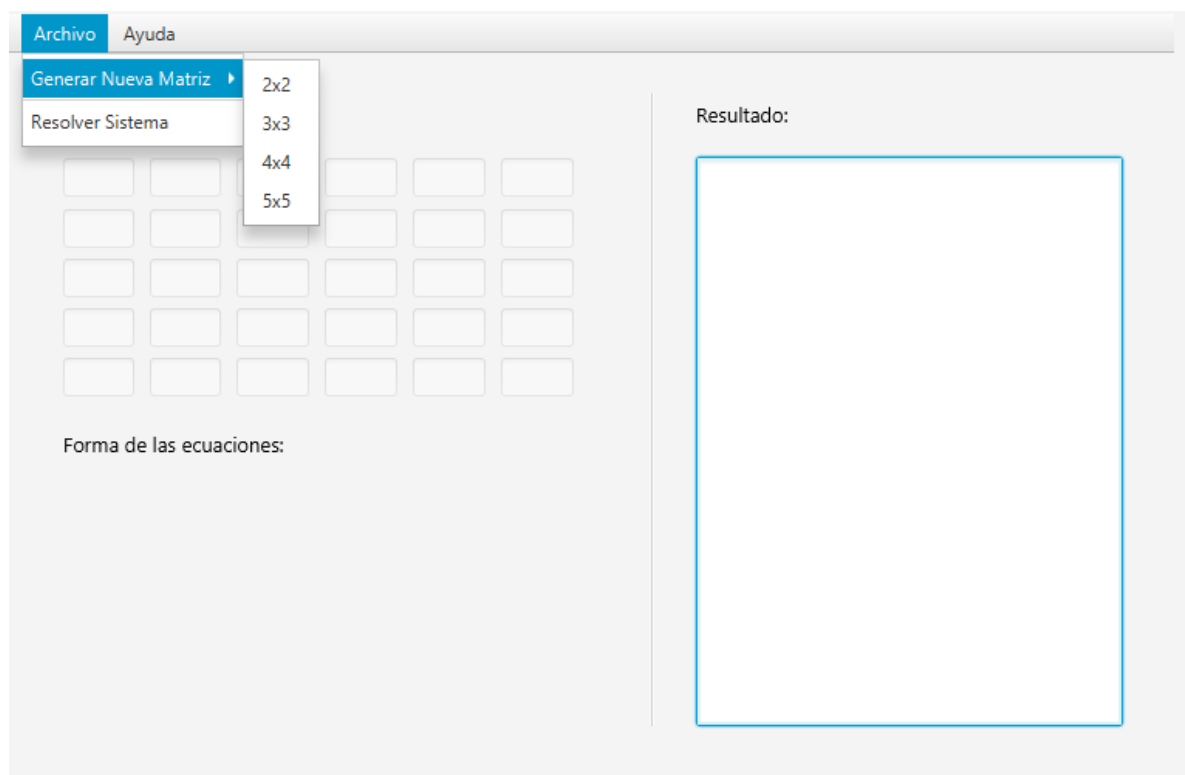 Archivo Ayuda
Generar Nueva Matriz
Resolver Sistema
2x2
3x3
4x4
5x5
Forma de las ecuaciones:
Resultado: